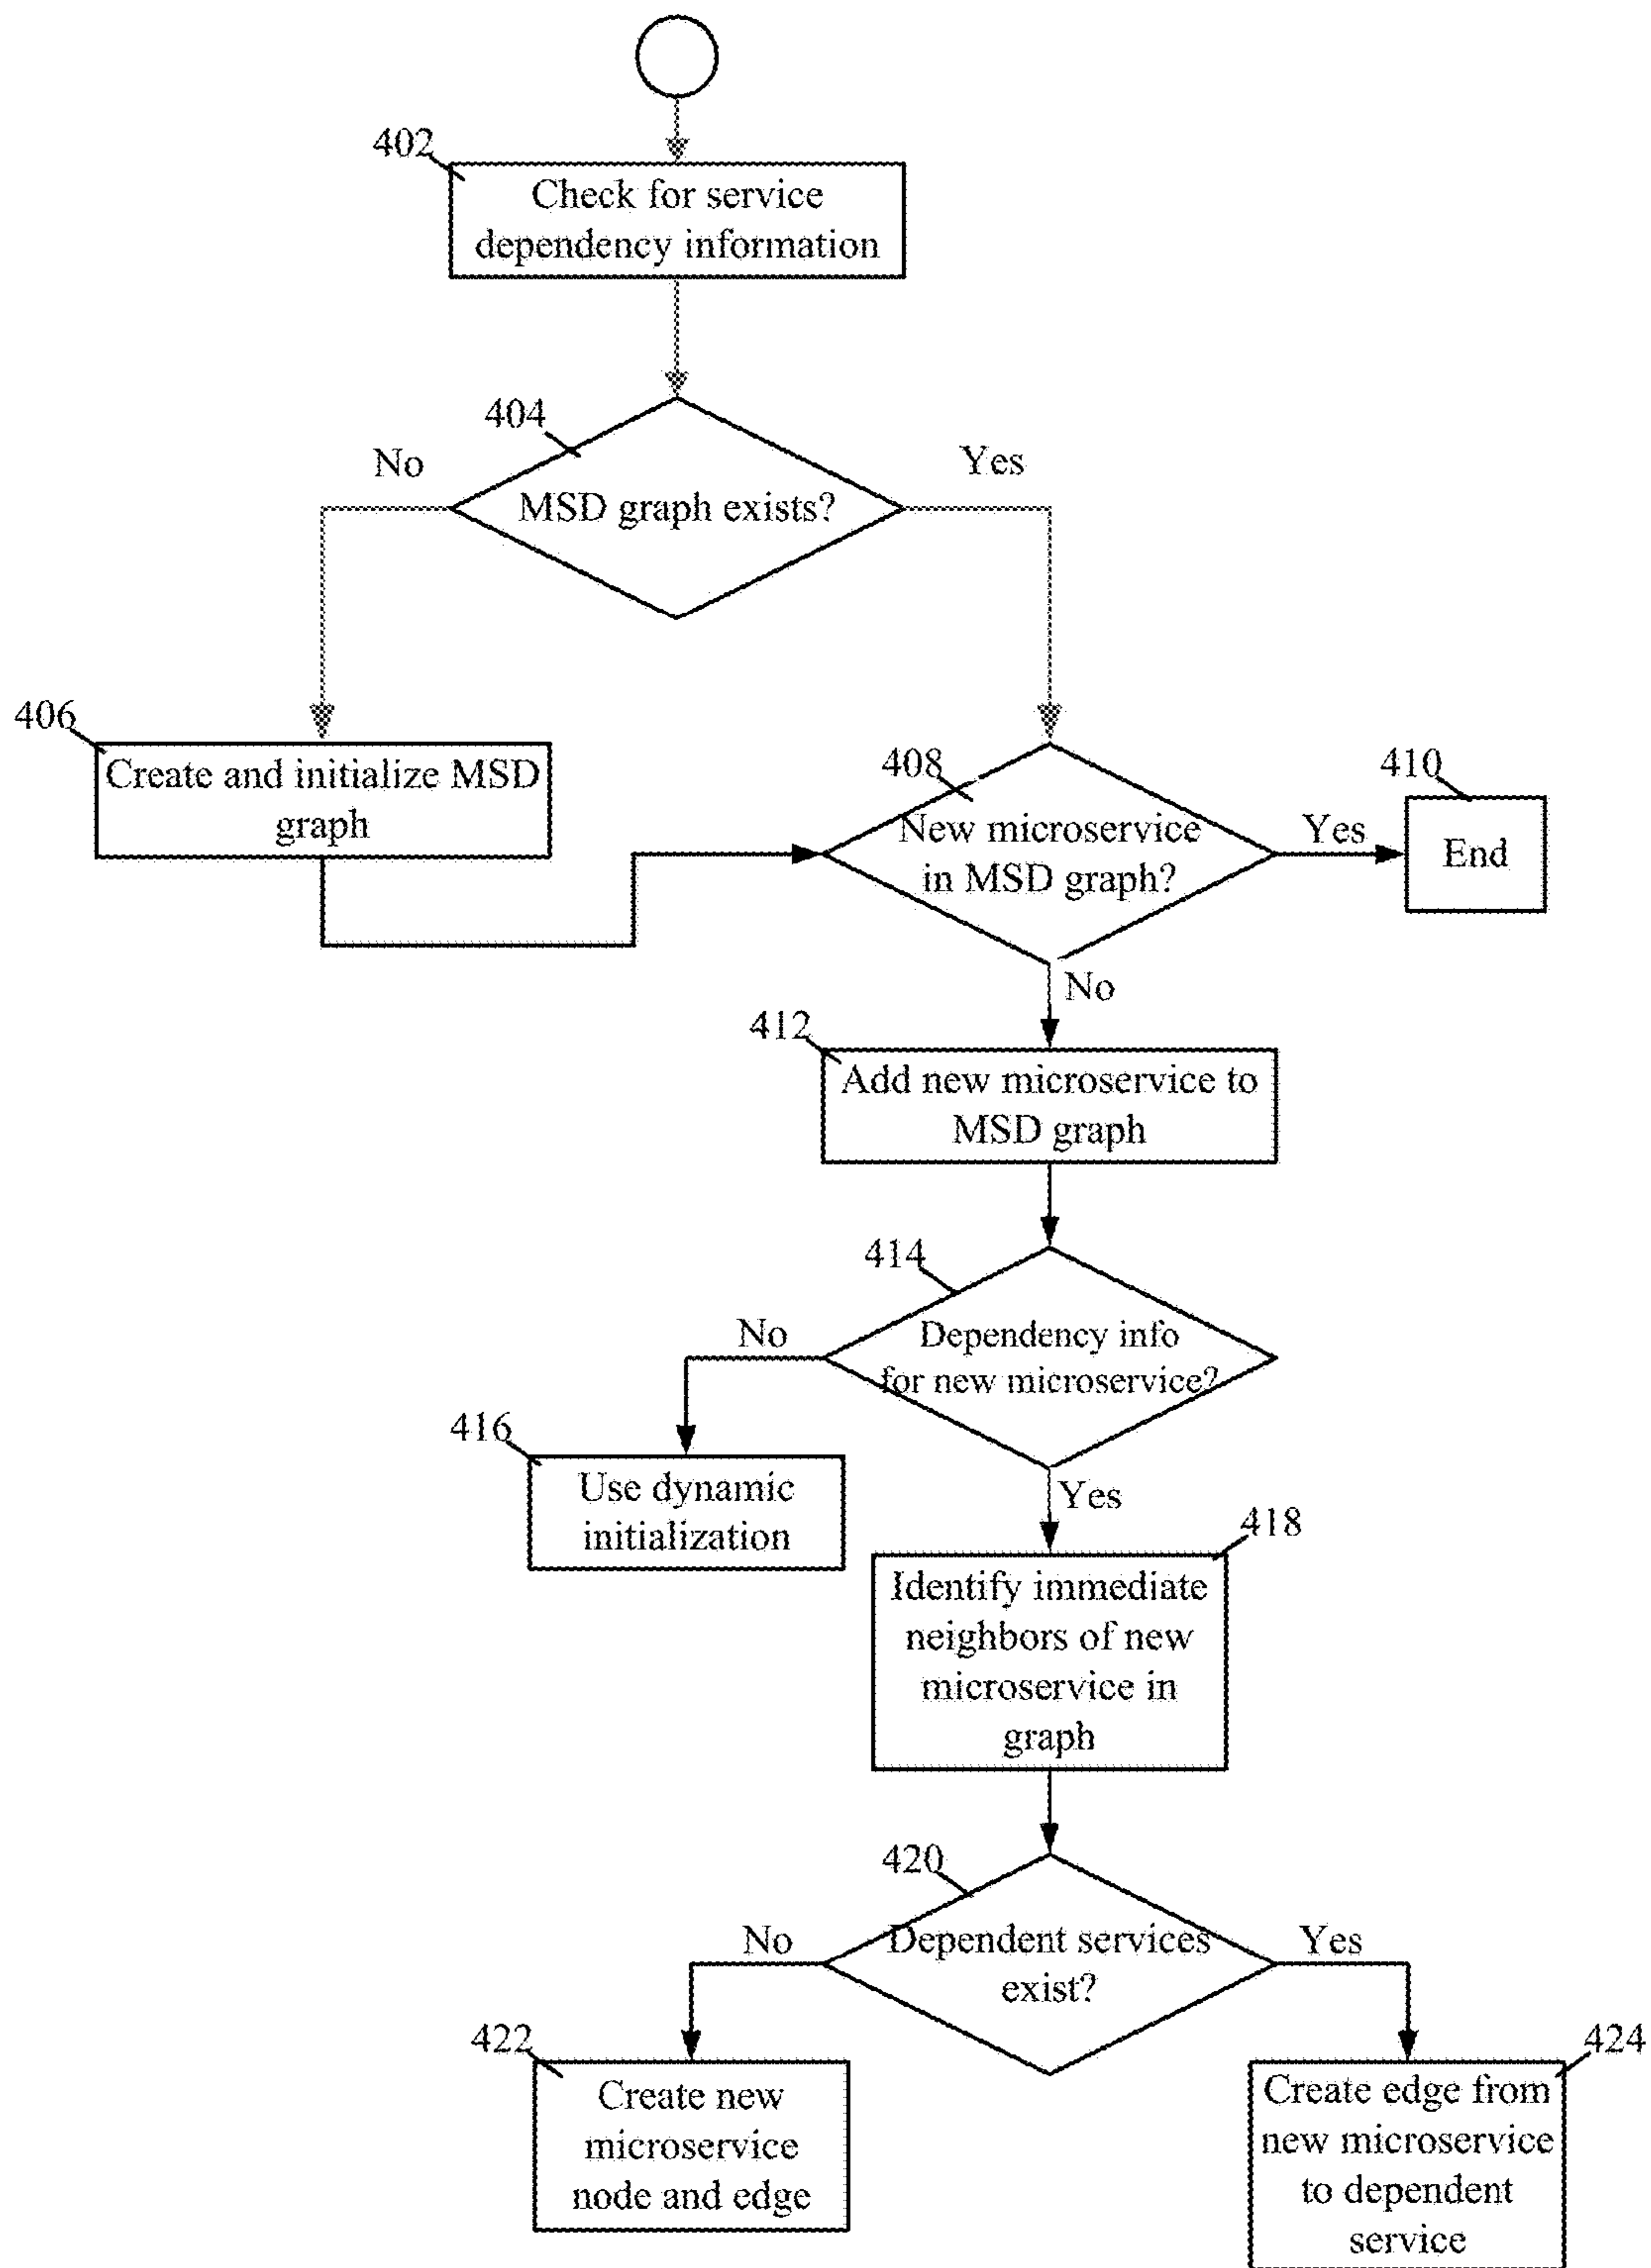 402
Check for service
dependency information
404
No
Yes
MSD graph exists?
406
Create and initialize MSD
graph
408
New microservice
in MSD graph?
Yes
410
End
No
412
Add new microservice to
MSD graph
414
No
Dependency info
for new microservice?
416
Use dynamic
initialization
Yes
418
Identify immediate
neighbors of new
microservice in
graph
420
No
Dependent services
exist?
Yes
422
Create new
microservice
node and edge
424
Create edge from
new microservice
to dependent
service